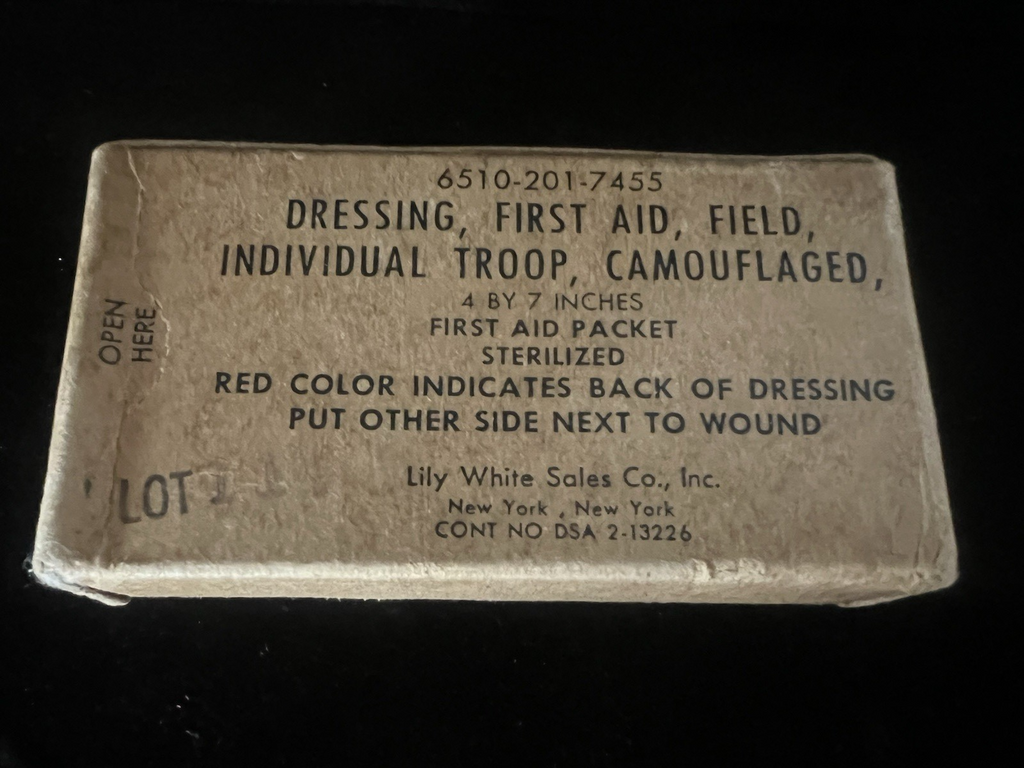 6510-201-7455
DRESSING, FIRST AID, FIELD,
INDIVIDUAL TROOP, CAMOUFLAGED,
4 BY 7 INCHES
FIRST AID PACKET
STERILIZED
RED COLOR INDICATES BACK OF DRESSING
PUT OTHER SIDE NEXT TO WOUND
Lily White Sales Co., Inc.
New York, New York
CONT NO DSA 2-13226
OPEN
HERE
LOT